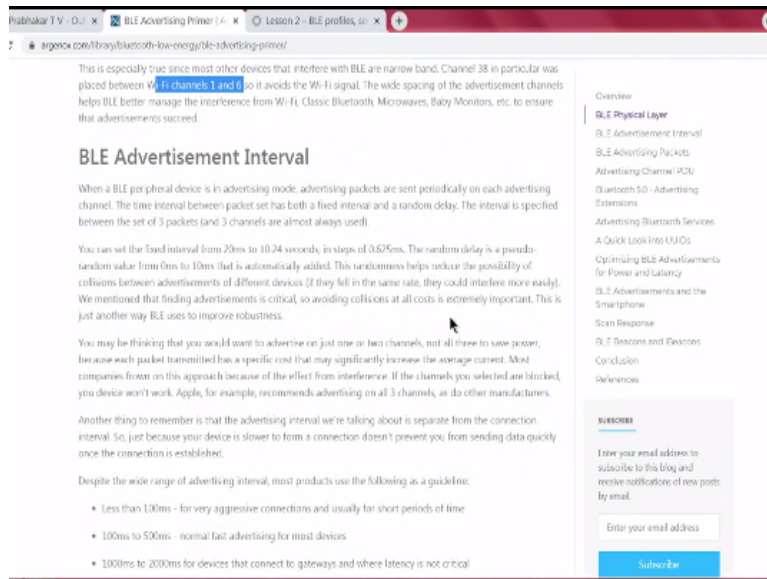 Prabhakar T V - Out
BLE Advertising Primer | A
Lesson 2 - BLE profiles, se
argenox.com/library/bluetooth-low-energy/ble-advertising-primer/
This is especially true since most other devices that interfere with BLE are narrow band. Channel 38 in particular was
placed between Wi-Fi channels 1 and 6 so it avoids the Wi-Fi signal. The wide spacing of the advertisement channels
helps BLE better manage the interference from Wi-Fi, Classic Bluetooth, Microwaves, Baby Monitors, etc. to ensure
that advertisements succeed.
BLE Advertisement Interval
When a BLE peripheral device is in advertising mode, advertising packets are sent periodically on each advertising
channel. The time interval between packet set has both a fixed interval and a random delay. The interval is specified
between the set of 3 packets (and 3 channels are almost always used).
You can set the fixed interval from 20ms to 10.24 seconds, in steps of 0.625ms. The random delay is a pseudo-
random value from 0ms to 10ms that is automatically added. This randomness helps reduce the possibility of
collisions between advertisements of different devices (if they fell in the same rate, they could interfere more easily).
We mentioned that finding advertisements is critical, so avoiding collisions at all costs is extremely important. This is
just another way BLE uses to improve robustness.
You may be thinking that you would want to advertise on just one or two channels, not all three to save power,
because each packet transmitted has a specific cost that may significantly increase the average current. Most
companies frown on this approach because of the effect from interference. If the channels you selected are blocked,
you device won't work. Apple, for example, recommends advertising on all 3 channels, as do other manufacturers.
Another thing to remember is that the advertising interval we're talking about is separate from the connection
interval. So, just because your device is slower to form a connection doesn't prevent you from sending data quickly
once the connection is established.
Despite the wide range of advertising interval, most products use the following as a guideline:
• Less than 100ms - for very aggressive connections and usually for short periods of time
• 100ms to 500ms - normal fast advertising for most devices
• 1000ms to 2000ms for devices that connect to gateways and where latency is not critical
Overview
BLE Physical Layer
BLE Advertisement Interval
BLE Advertising Packets
Advertising Channel PDU
Bluetooth 5.0 - Advertising
Extensions
Advertising Bluetooth Services
A Quick Look into UUIDs
Optimizing BLE Advertisements
for Power and Latency
BLE Advertisements and the
Smartphone
Scan Response
BLE Beacons and iBeacons
Conclusion
References
SUBSCRIBE
Enter your email address to
subscribe to this blog and
receive notifications of new posts
by email.
Enter your email address
Subscribe